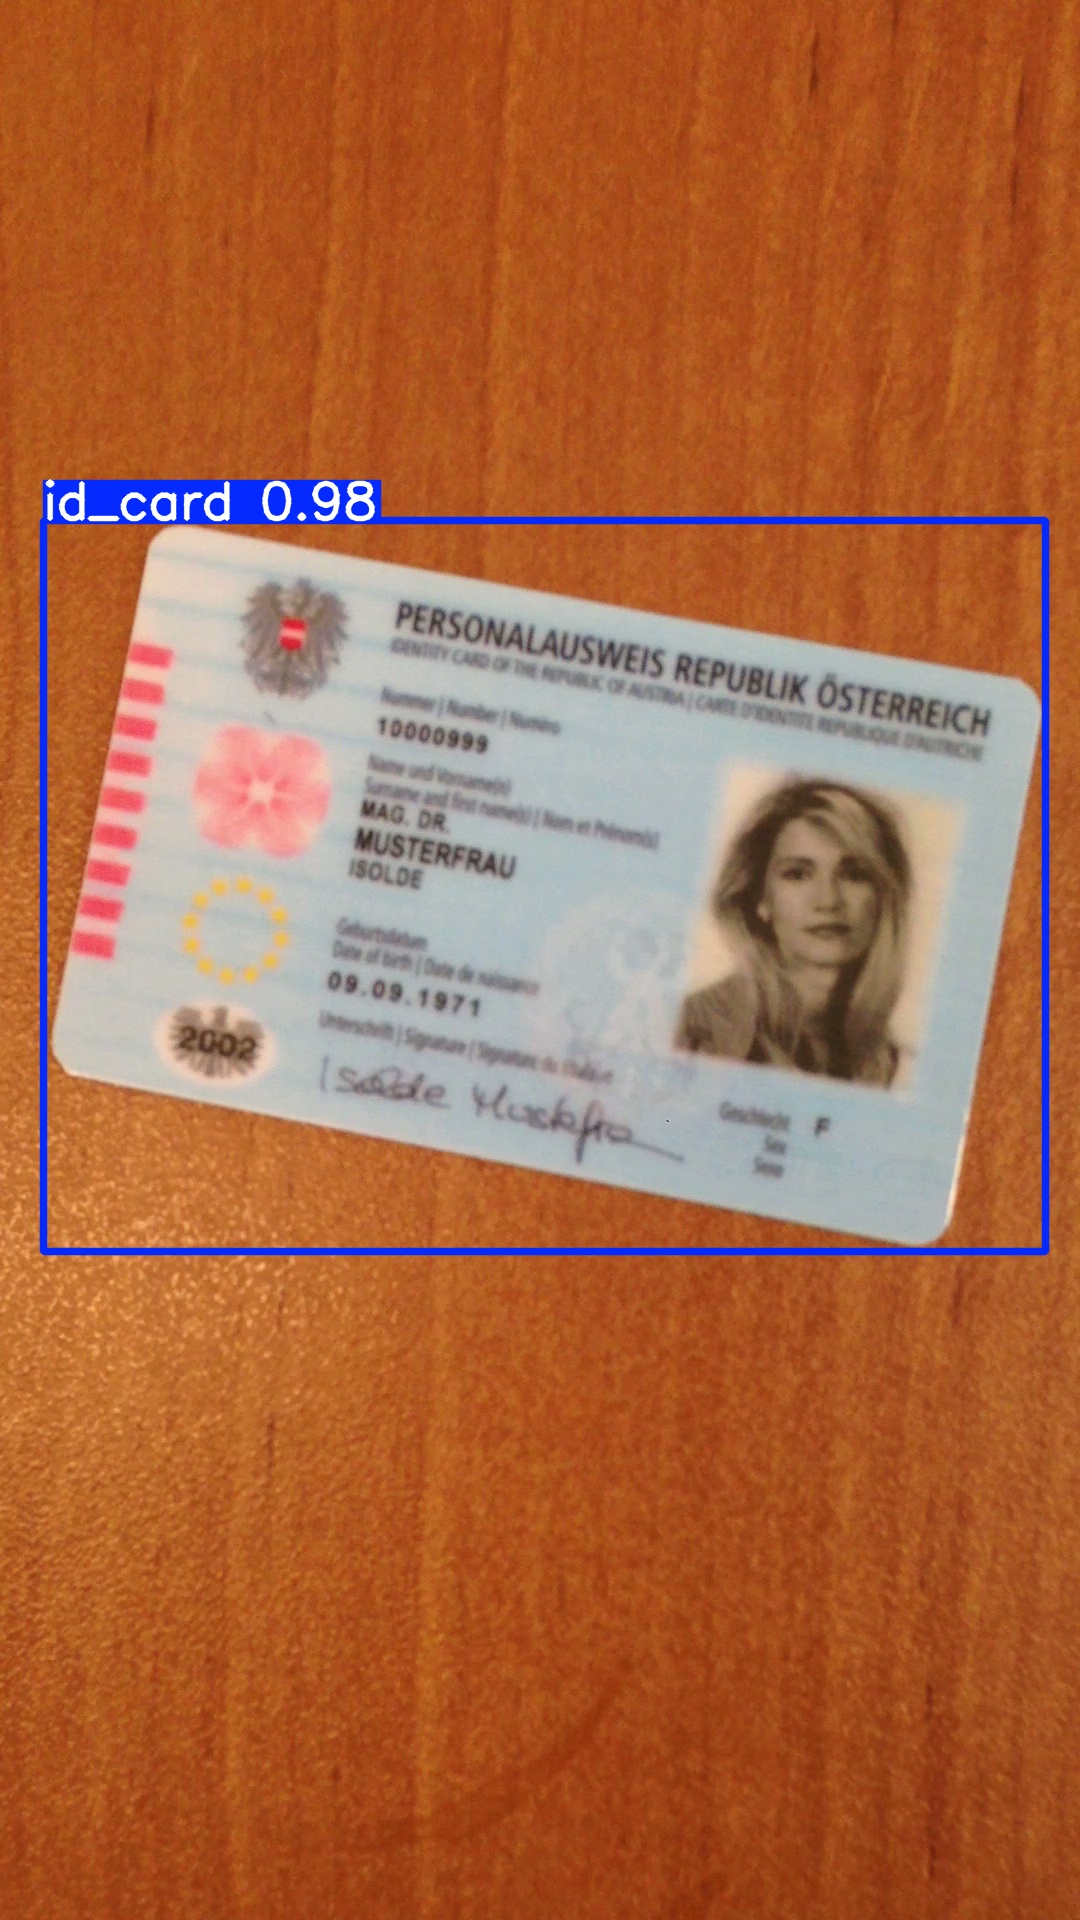 id_card 0.98
PERSONALAUSWEIS REPUBLIK ÖSTERREICH
IDENTITY CARD OF THE REPUBLIC OF AUSTRIA | CARTE D'IDENTITE REPUBLIQUE D'AUTRICHE
Nummer | Number | Numéro
10000999
Name und Vorname(n)
Surname and first name(s) | Nom et Prénom(s)
MAG. DR.
MUSTERFRAU
ISOLDE
Geburtsdatum
Date of birth | Date de naissance
09.09.1971
Unterschrift | Signature | Signature du titulaire
Isolde Musterfrau
2002
Geschlecht F
Sex
Sexe